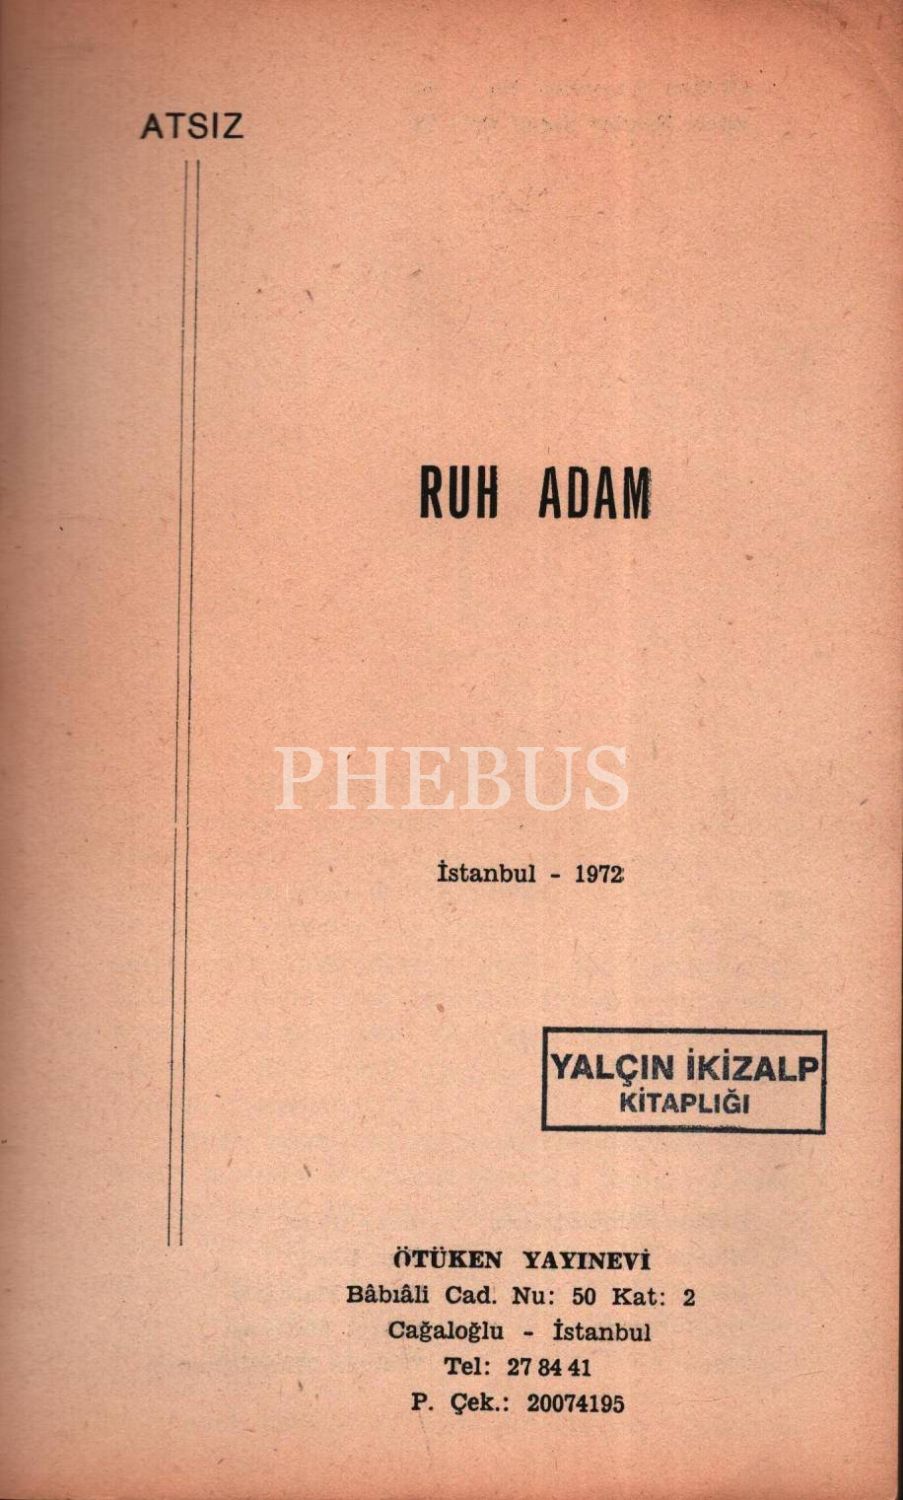 ATSIZ
RUH ADAM
PHEBUS
İstanbul - 1972
YALÇIN İKİZALP
KİTAPLIĞI
ÖTÜKEN YAYINEVİ
Bâbıâli Cad. Nu: 50 Kat: 2
Cağaloğlu - İstanbul
Tel: 27 84 41
P. Çek.: 20074195